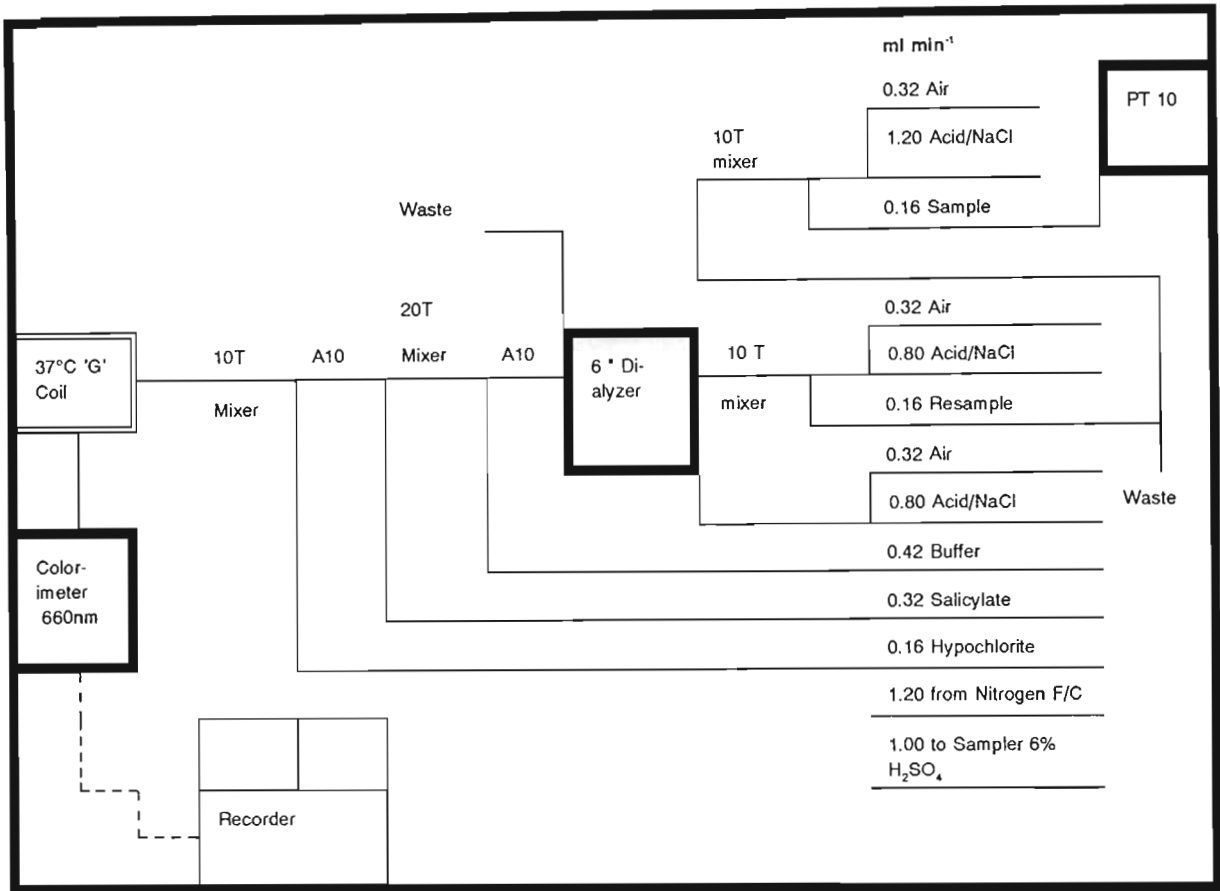 ml min⁻¹
0.32 Air
PT 10
10T
mixer
1.20 Acid/NaCl
0.16 Sample
Waste
0.32 Air
20T
37°C 'G'
Coil
10T
A10
Mixer
A10
6 " Di-
alyzer
10 T
0.80 Acid/NaCl
Mixer
mixer
0.16 Resample
0.32 Air
0.80 Acid/NaCl
Waste
Color-
imeter
660nm
0.42 Buffer
0.32 Salicylate
0.16 Hypochlorite
1.20 from Nitrogen F/C
1.00 to Sampler 6%
H₂SO₄
Recorder